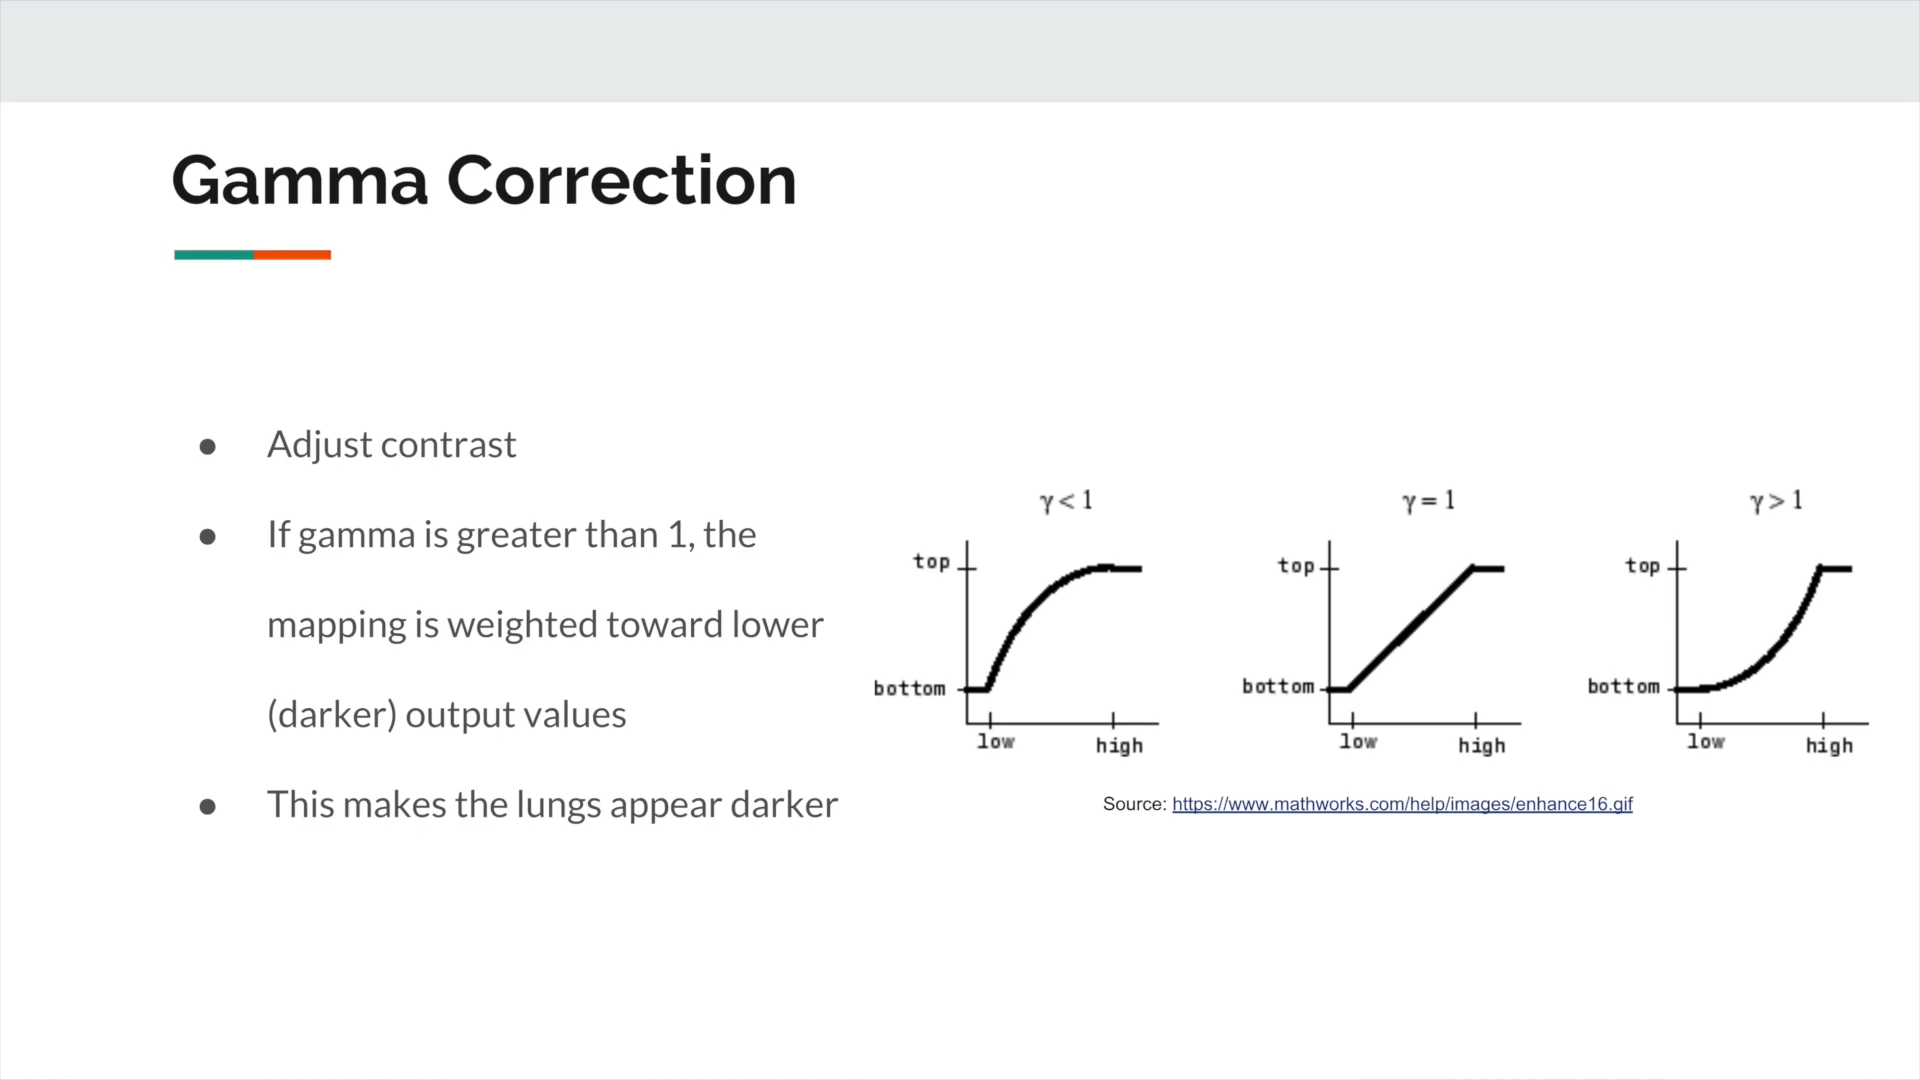 Gamma Correction
● Adjust contrast
● If gamma is greater than 1, the
mapping is weighted toward lower
(darker) output values
● This makes the lungs appear darker
γ < 1
top
bottom
low
high
γ = 1
top
bottom
low
high
γ > 1
top
bottom
low
high
Source: https://www.mathworks.com/help/images/enhance16.gif